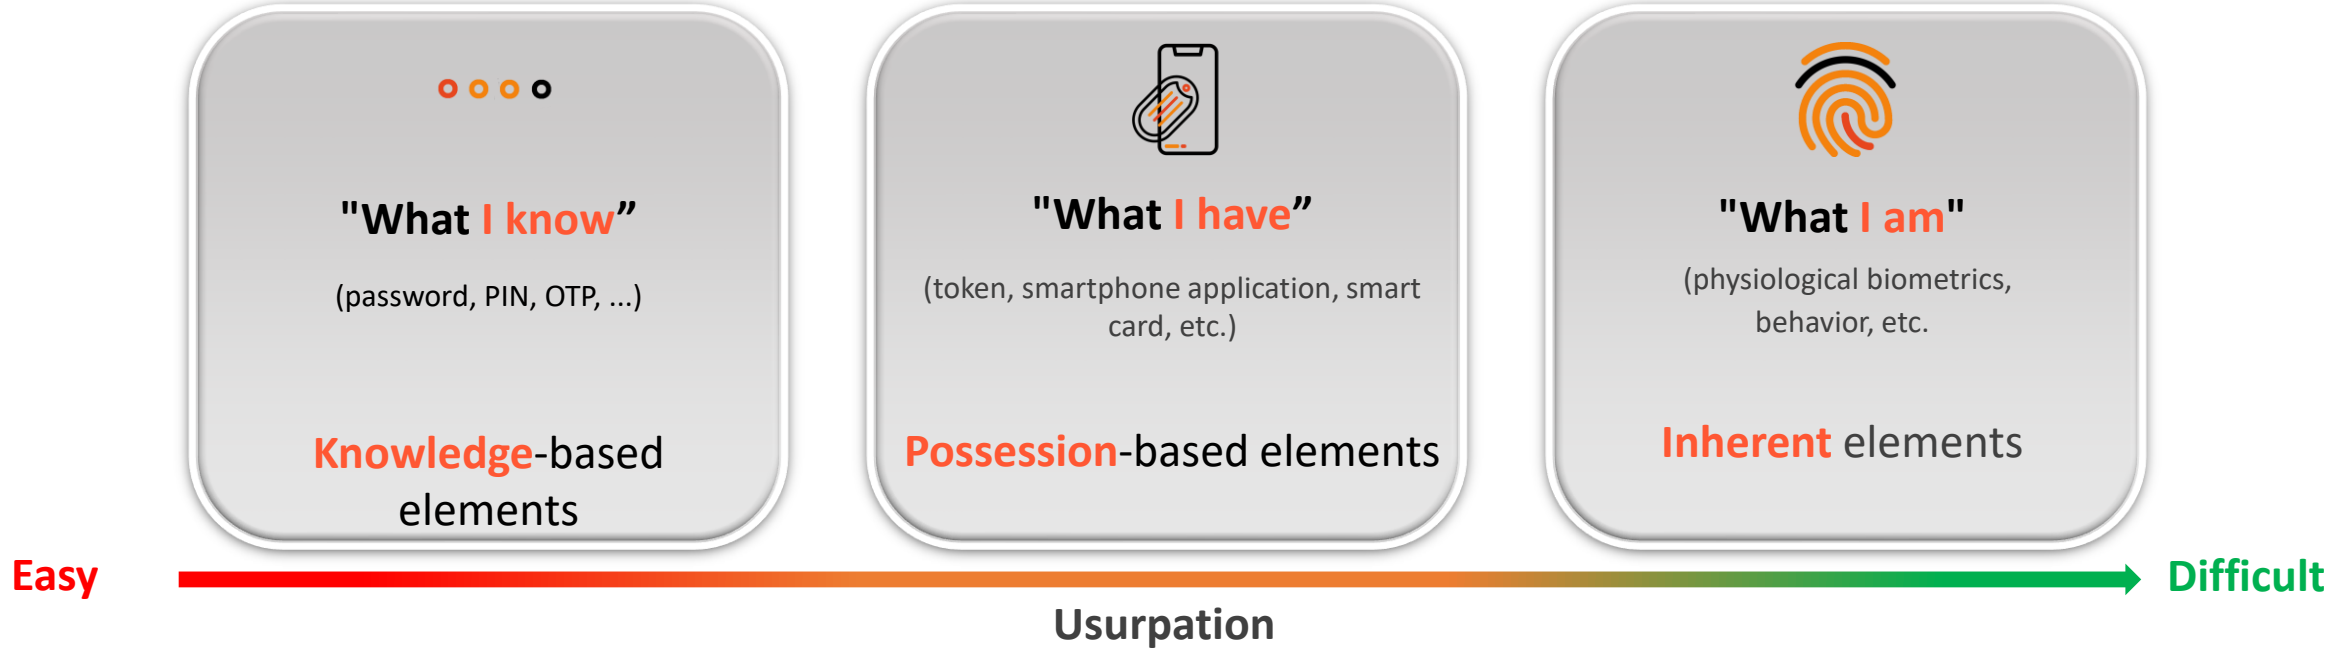 "What I know”
(password, PIN, OTP, ...)
Knowledge-based
elements
"What I have”
(token, smartphone application, smart
card, etc.)
Possession-based elements
"What I am"
(physiological biometrics,
behavior, etc.
Inherent elements
Easy
Difficult
Usurpation